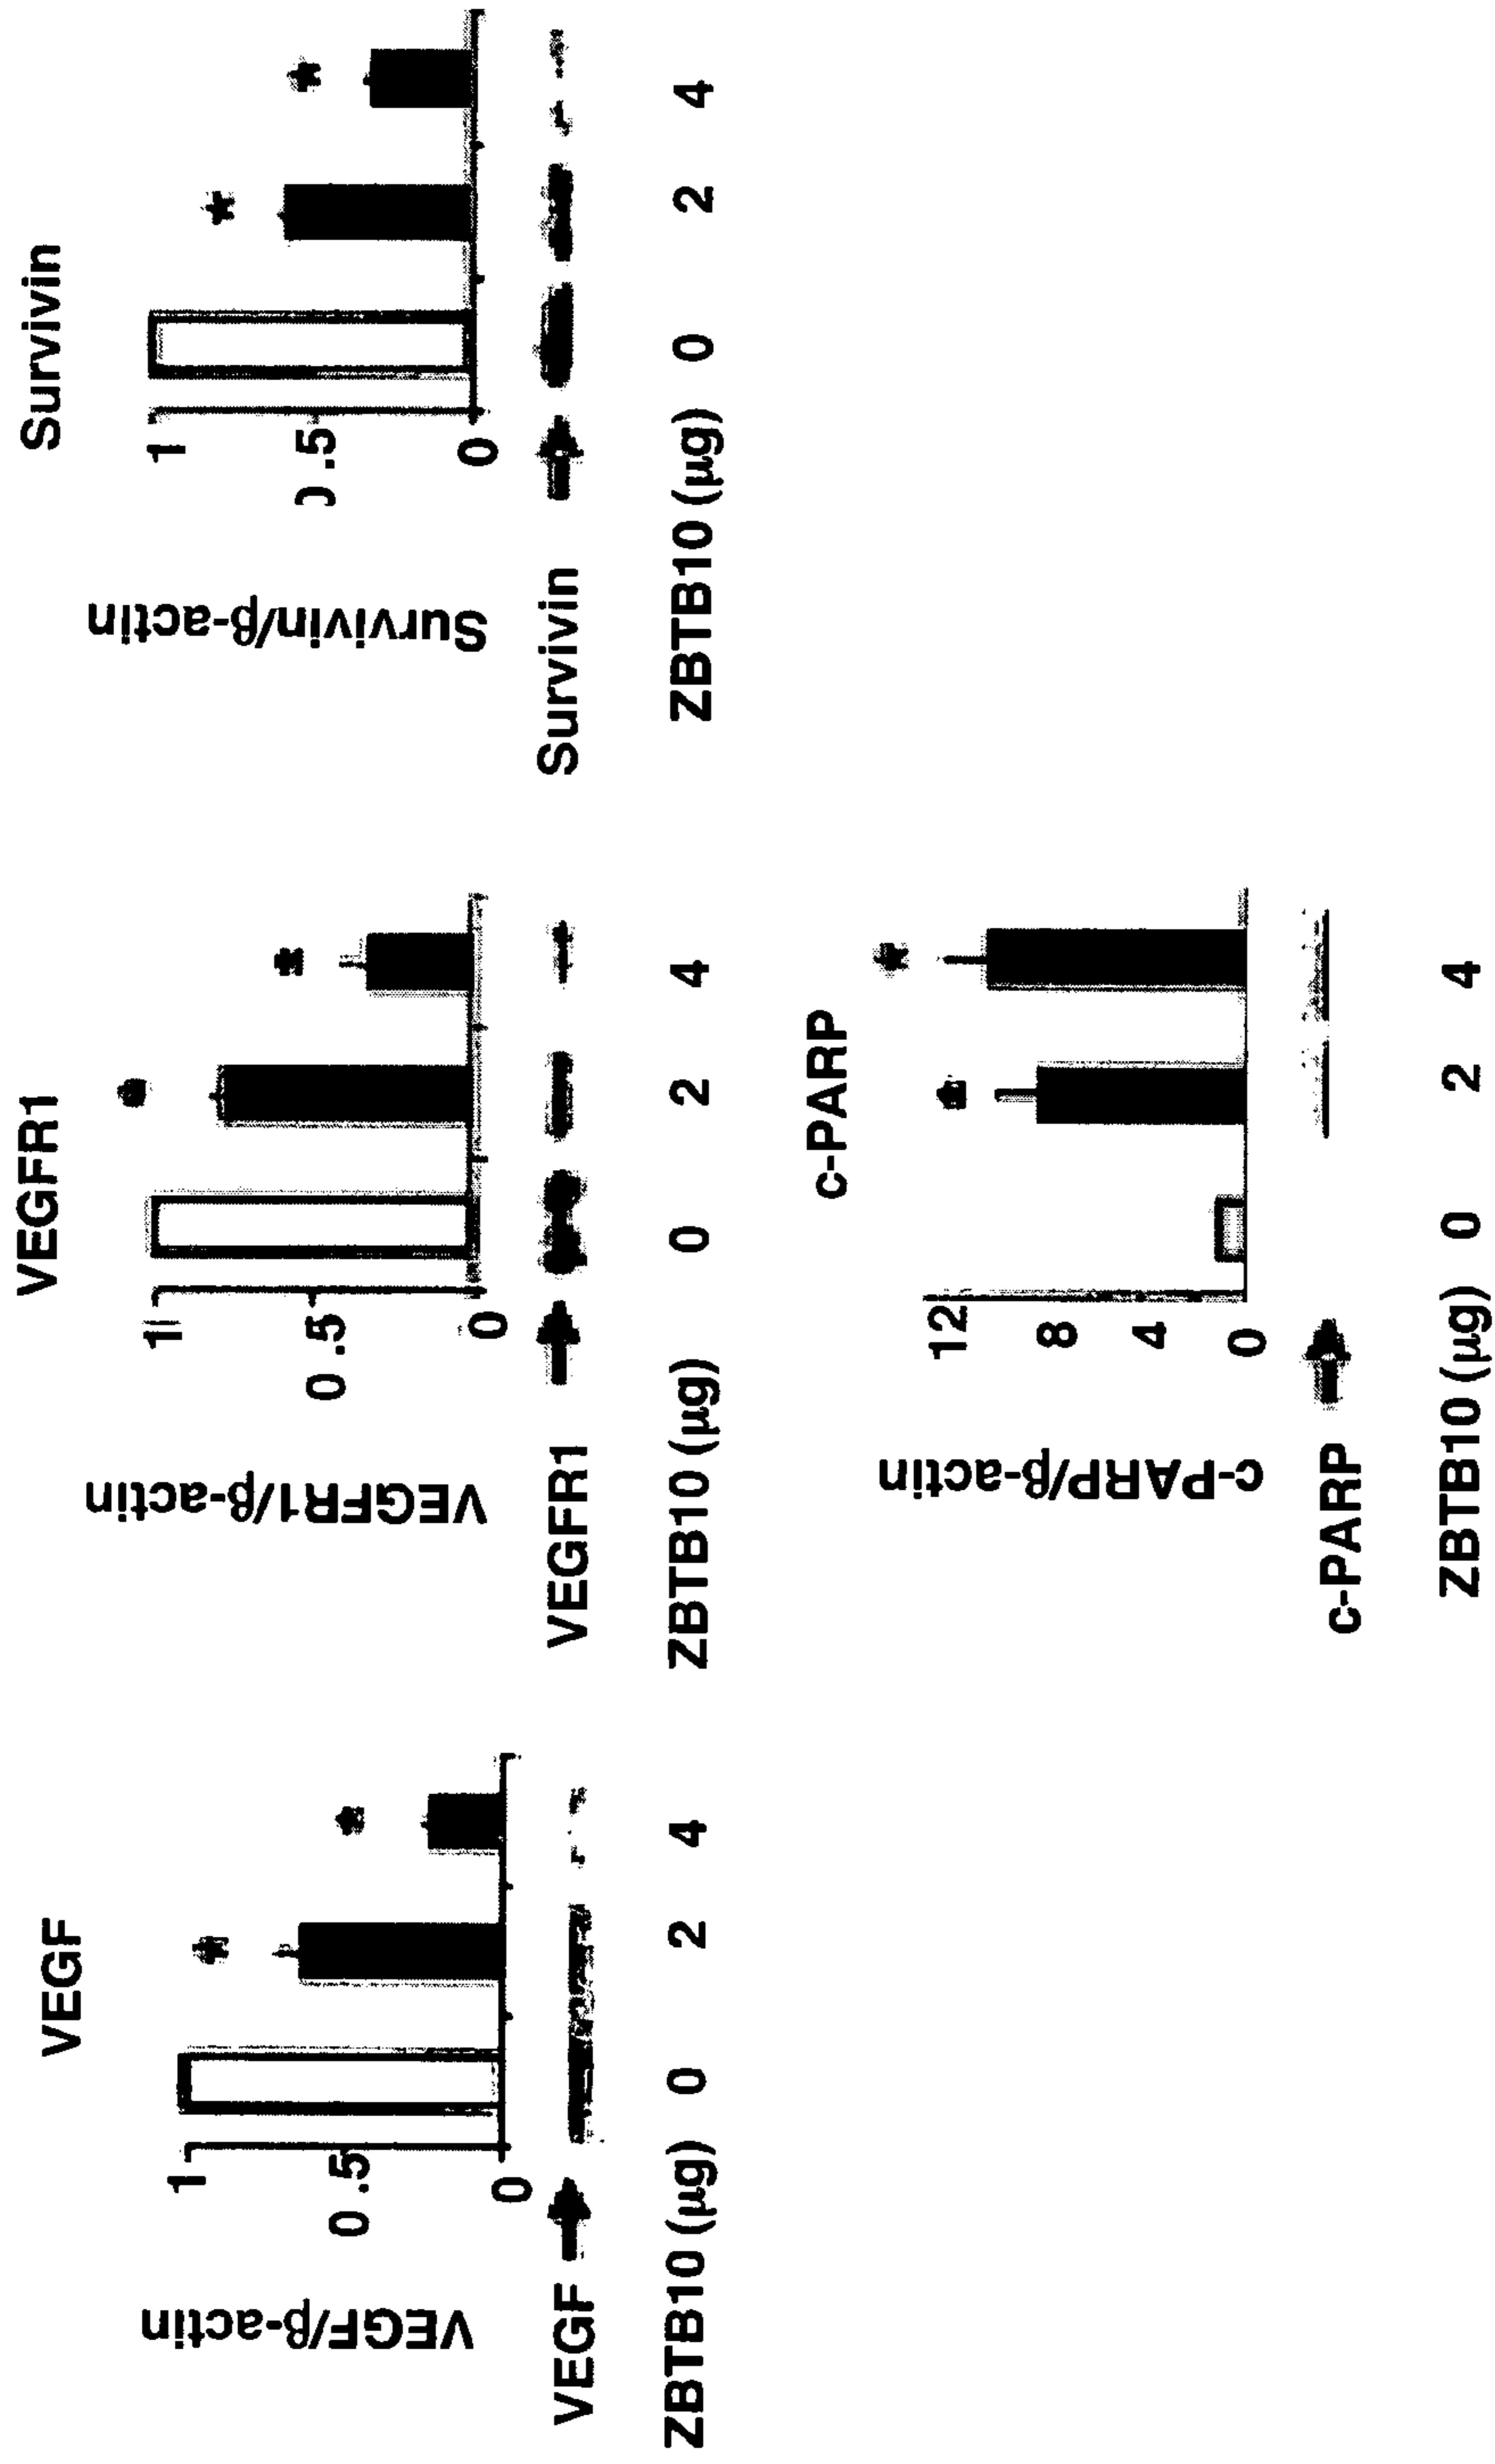 VEGF
VEGF/β-actin
1
0.5
0
* *
VEGF
ZBTB10 (μg) 0 2 4
VEGFR1
VEGFR1/β-actin
1
0.5
0
* *
VEGFR1
ZBTB10 (μg) 0 2 4
Survivin
Survivin/β-actin
1
0.5
0
* *
Survivin
ZBTB10 (μg) 0 2 4
c-PARP
c-PARP/β-actin
12
8
4
0
* *
c-PARP
ZBTB10 (μg) 0 2 4